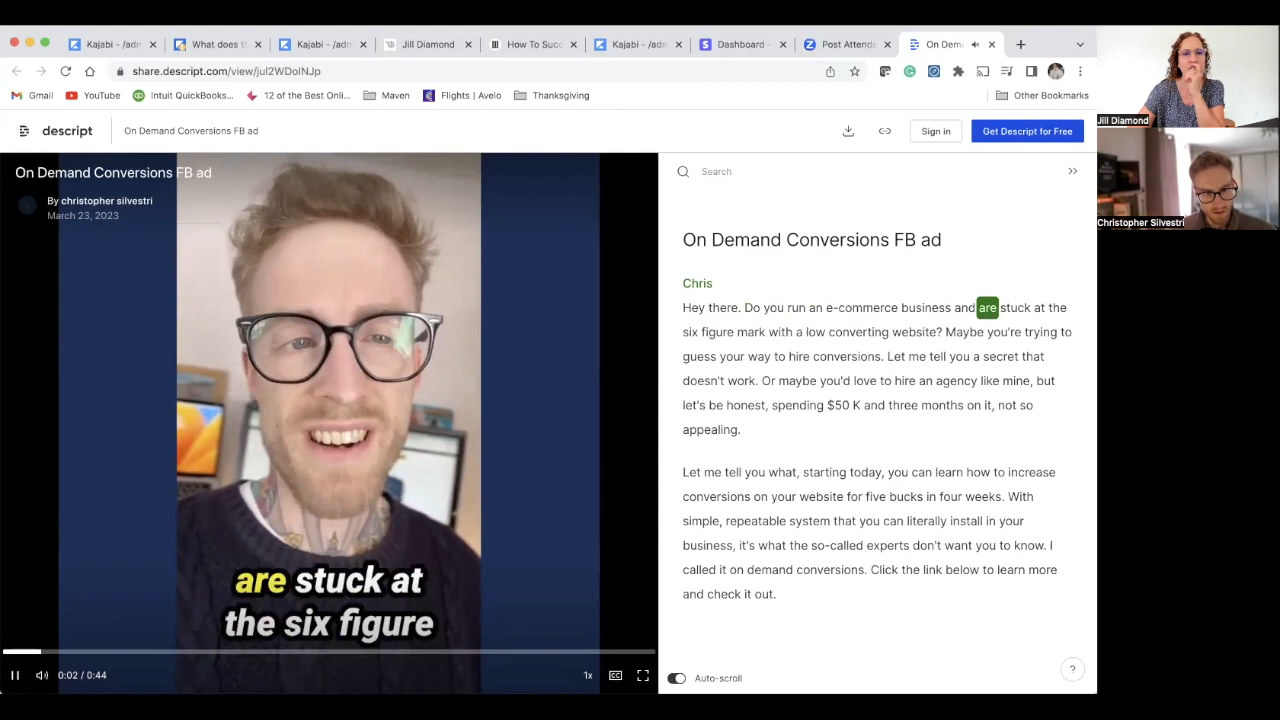 Kajabi - /adm
What does th
Kajabi - /adm
Jill Diamond
How To Succ
Kajabi - /adm
Dashboard -
Post Attende
On Dema
share.descript.com/view/jul2WDolNJp
Gmail
YouTube
Intuit QuickBooks...
12 of the Best Onli...
Maven
Flights | Avelo
Thanksgiving
Other Bookmarks
descript
On Demand Conversions FB ad
Sign in
Get Descript for Free
On Demand Conversions FB ad
By christopher silvestri
March 23, 2023
are stuck at
the six figure
0:02 / 0:44
1x
CC
Search
On Demand Conversions FB ad
Chris
Hey there. Do you run an e-commerce business and are stuck at the
six figure mark with a low converting website? Maybe you're trying to
guess your way to hire conversions. Let me tell you a secret that
doesn't work. Or maybe you'd love to hire an agency like mine, but
let's be honest, spending $50 K and three months on it, not so
appealing.
Let me tell you what, starting today, you can learn how to increase
conversions on your website for five bucks in four weeks. With
simple, repeatable system that you can literally install in your
business, it's what the so-called experts don't want you to know. I
called it on demand conversions. Click the link below to learn more
and check it out.
Auto-scroll
?
Jill Diamond
Christopher Silvestri